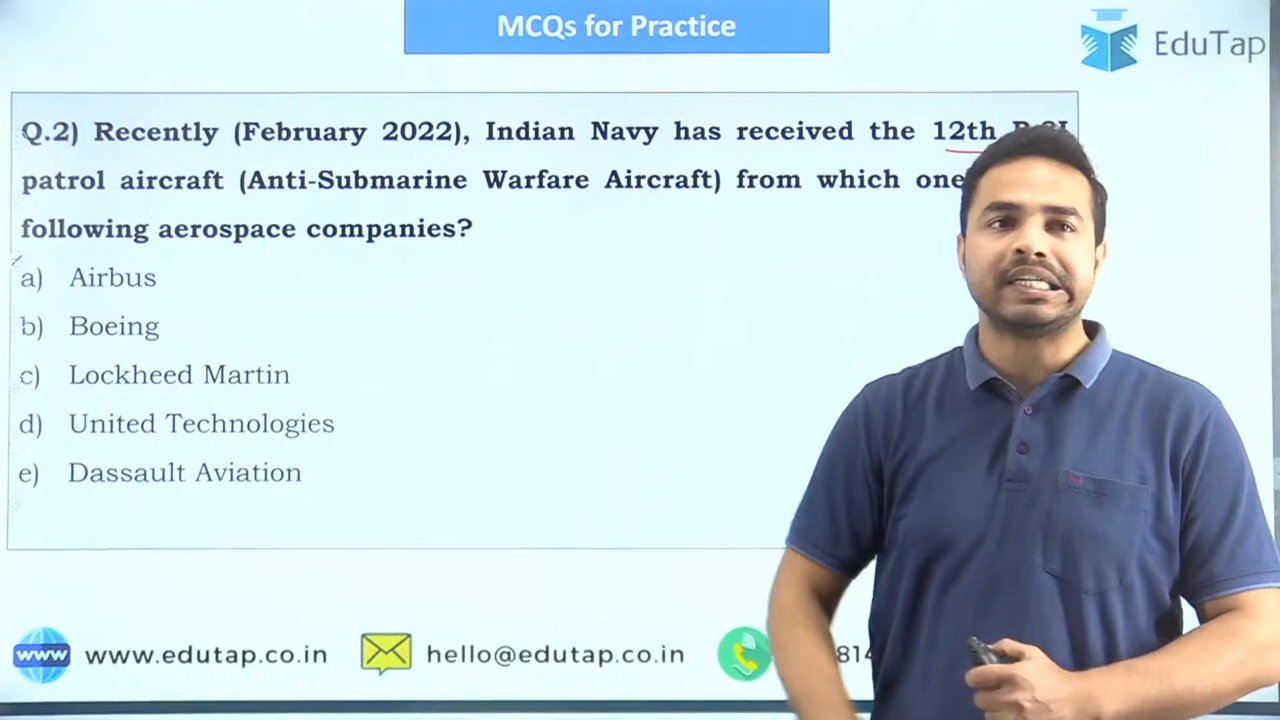 MCQs for Practice
EduTap
Q.2) Recently (February 2022), Indian Navy has received the 12th
patrol aircraft (Anti-Submarine Warfare Aircraft) from which one
following aerospace companies?
a) Airbus
b) Boeing
c) Lockheed Martin
d) United Technologies
e) Dassault Aviation
www www.edutap.co.in hello@edutap.co.in 814